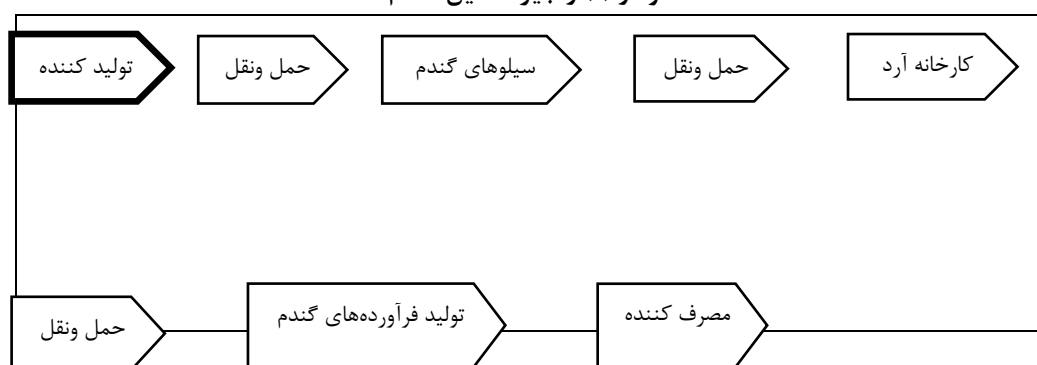 تولید کننده
حمل ونقل
سیلوهای گندم
حمل ونقل
کارخانه آرد
حمل ونقل
تولید فرآورده‌های گندم
مصرف کننده